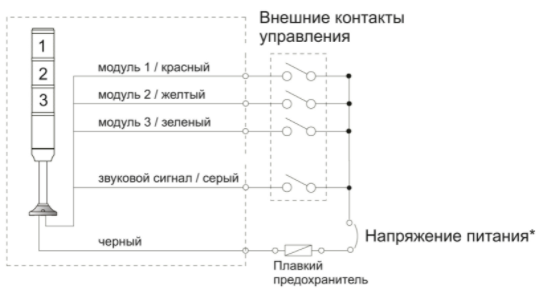 Внешние контакты
управления
1
2
3
модуль 1 / красный
модуль 2 / желтый
модуль 3 / зеленый
звуковой сигнал / серый
черный
Напряжение питания*
Плавкий
предохранитель